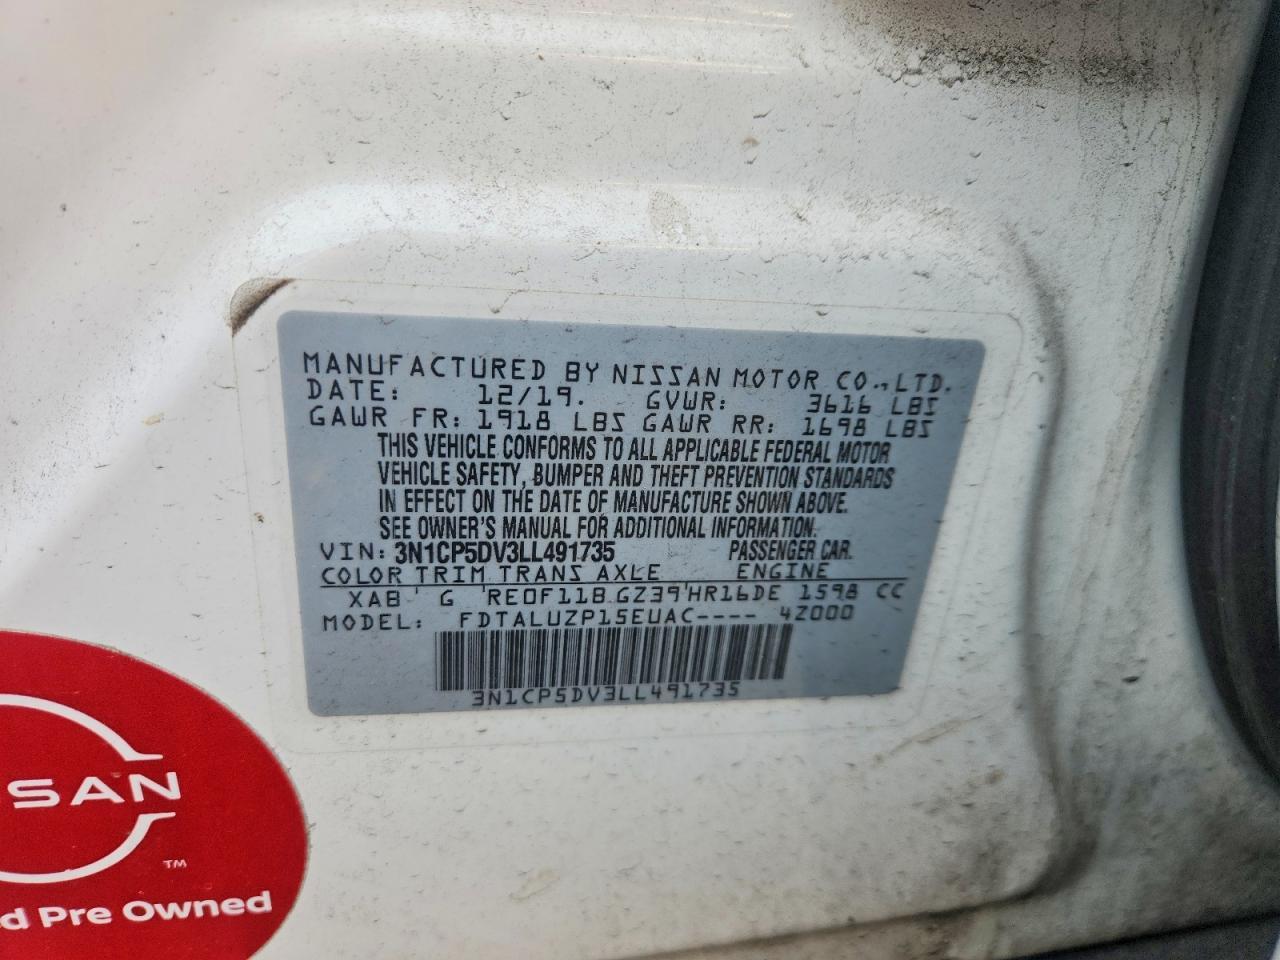 MANUFACTURED BY NISSAN MOTOR CO., LTD.
DATE: 12/19. GVWR: 3616 LBS
GAWR FR: 1918 LBS GAWR RR: 1698 LBS
THIS VEHICLE CONFORMS TO ALL APPLICABLE FEDERAL MOTOR
VEHICLE SAFETY, BUMPER AND THEFT PREVENTION STANDARDS
IN EFFECT ON THE DATE OF MANUFACTURE SHOWN ABOVE.
SEE OWNER'S MANUAL FOR ADDITIONAL INFORMATION.
VIN: 3N1CP5DV3LL491735 PASSENGER CAR.
COLOR TRIM TRANS AXLE ENGINE
XAB ' G 'RE0F11B GZ39'HR16DE 1598 CC
MODEL: FDTALUZP15EUAC---- 4Z000
3N1CP5DV3LL491735
SAN
TM
d Pre Owned